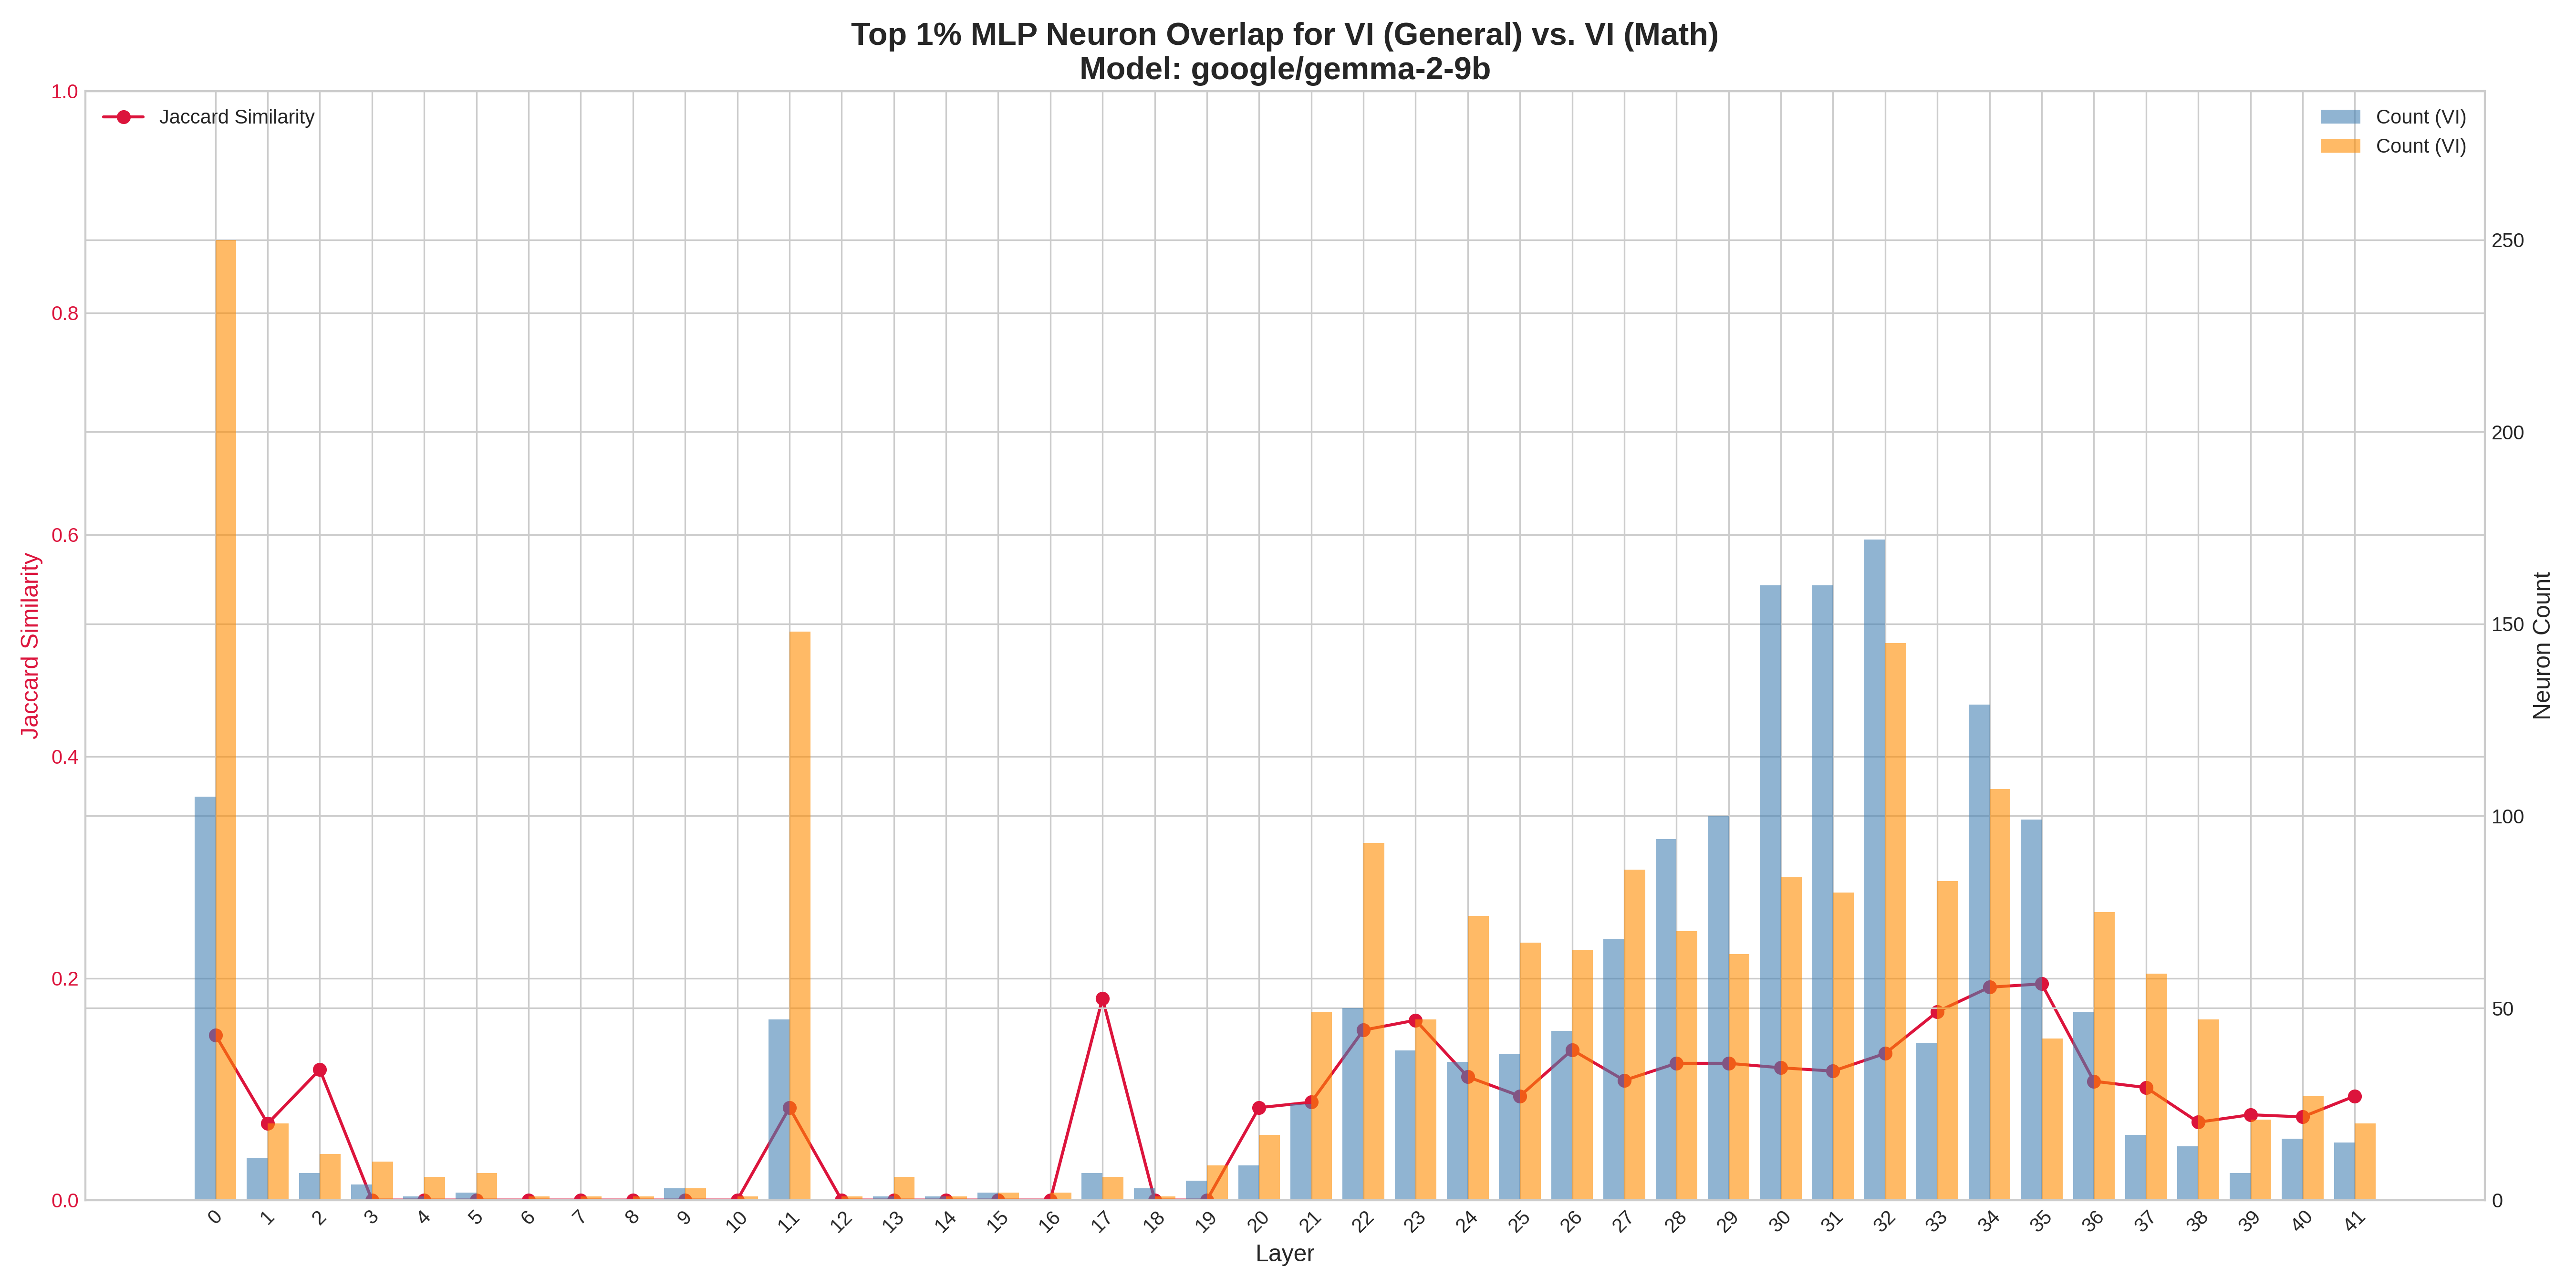 Top 1% MLP Neuron Overlap for VI (General) vs. VI (Math)
Model: google/gemma-2-9b
Jaccard Similarity
Count (VI)
Count (VI)
1.0
0.8
0.6
0.4
0.2
0.0
Jaccard Similarity
250
200
150
100
50
0
Neuron Count
0 1 2 3 4 5 6 7 8 9 10 11 12 13 14 15 16 17 18 19 20 21 22 23 24 25 26 27 28 29 30 31 32 33 34 35 36 37 38 39 40 41
Layer